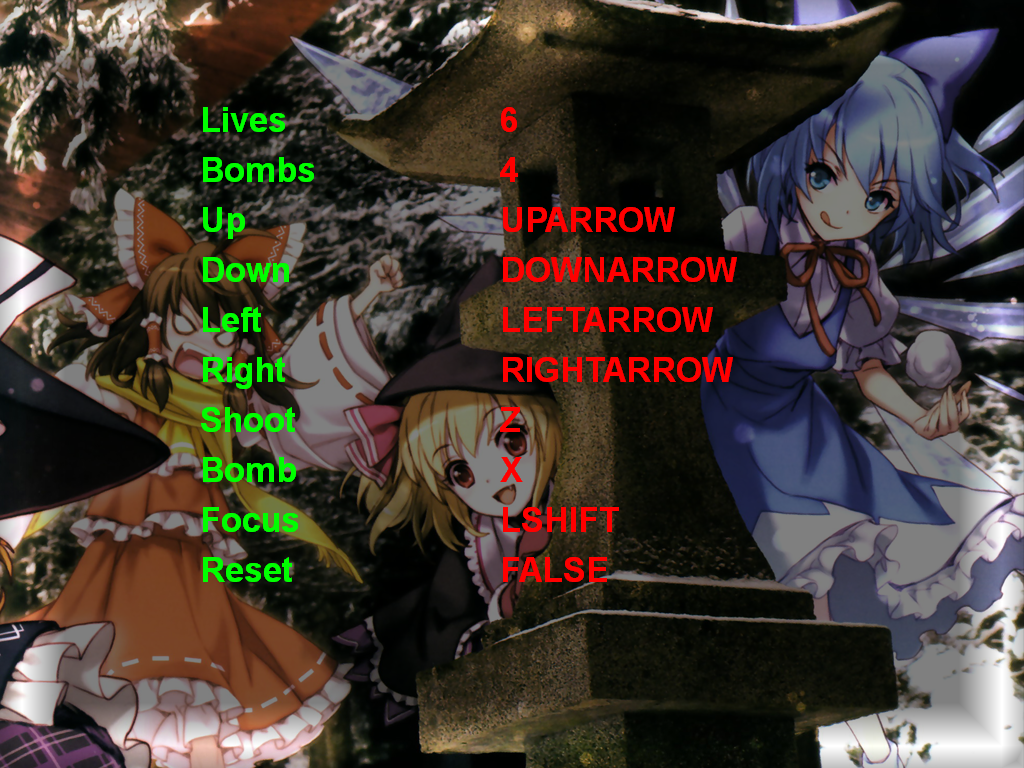 Lives 6
Bombs 4
Up UPARROW
Down DOWNARROW
Left LEFTARROW
Right RIGHTARROW
Shoot Z
Bomb X
Focus LSHIFT
Reset FALSE